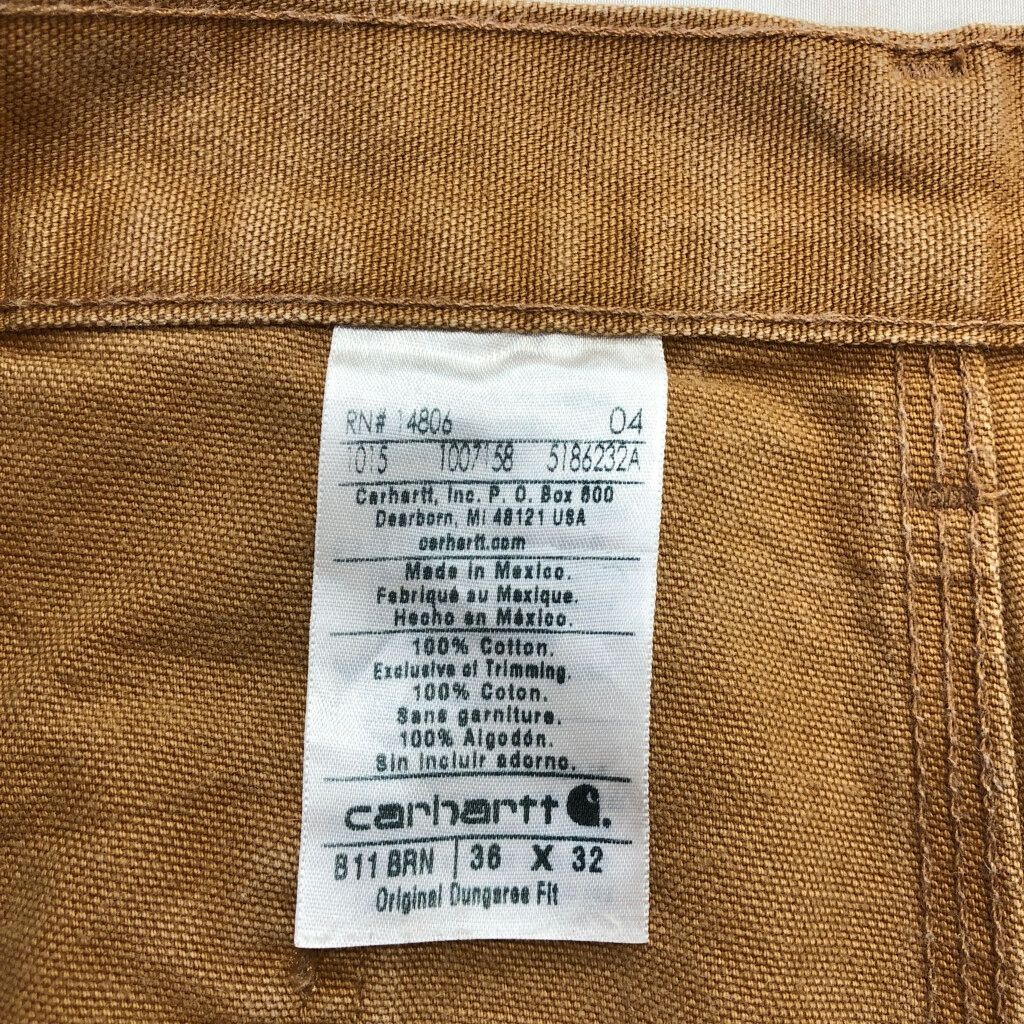 RN# 14806 04
1015 1007158 5186232A
Carhartt, Inc. P. O. Box 600
Dearborn, MI 48121 USA
carhartt.com
Made in Mexico.
Fabriqué au Mexique.
Hecho en México.
100% Cotton.
Exclusive of Trimming.
100% Coton.
Sans garniture.
100% Algodón.
Sin incluir adorno.
carhartt
B11 BRN | 36 X 32
Original Dungaree Fit